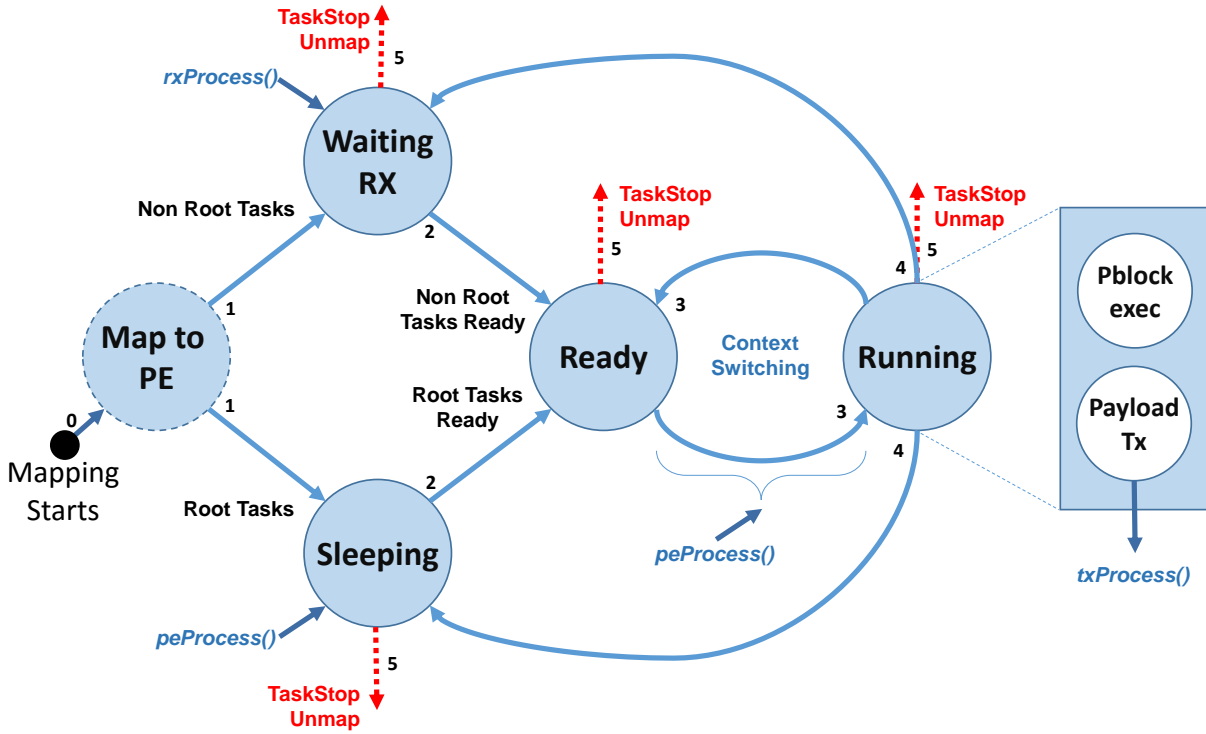 TaskStop
Unmap
5
rxProcess()
Waiting
RX
Non Root Tasks
2
1
Map to
PE
0
Mapping
Starts
1
Root Tasks
2
Sleeping
peProcess()
5
TaskStop
Unmap
Non Root
Tasks Ready
Root Tasks
Ready
TaskStop
Unmap
5
Ready
3
Context
Switching
3
peProcess()
TaskStop
Unmap
5
4
Running
4
Pblock
exec
Payload
Tx
txProcess()